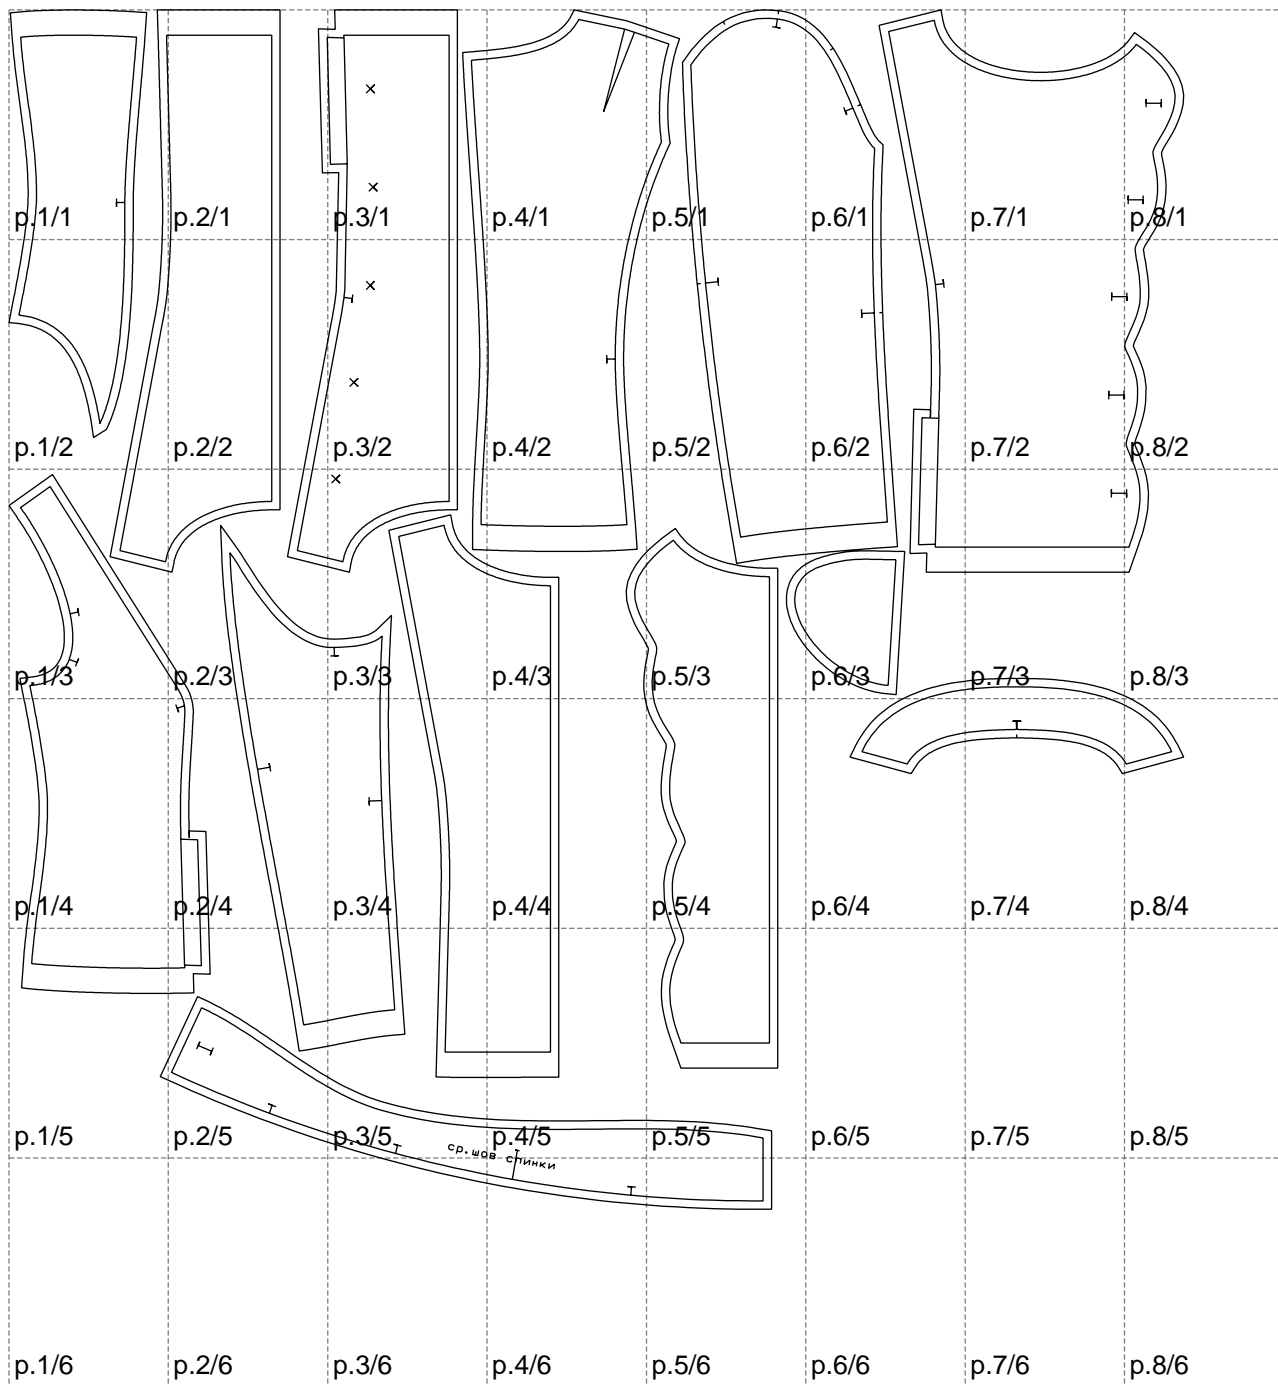 p.1/1 p.2/1 p.3/1 p.4/1 p.5/1 p.6/1 p.7/1 p.8/1
p.1/2 p.2/2 p.3/2 p.4/2 p.5/2 p.6/2 p.7/2 p.8/2
p.1/3 p.2/3 p.3/3 p.4/3 p.5/3 p.6/3 p.7/3 p.8/3
p.1/4 p.2/4 p.3/4 p.4/4 p.5/4 p.6/4 p.7/4 p.8/4
p.1/5 p.2/5 p.3/5 p.4/5 p.5/5 p.6/5 p.7/5 p.8/5
ср.шов спинки
p.1/6 p.2/6 p.3/6 p.4/6 p.5/6 p.6/6 p.7/6 p.8/6